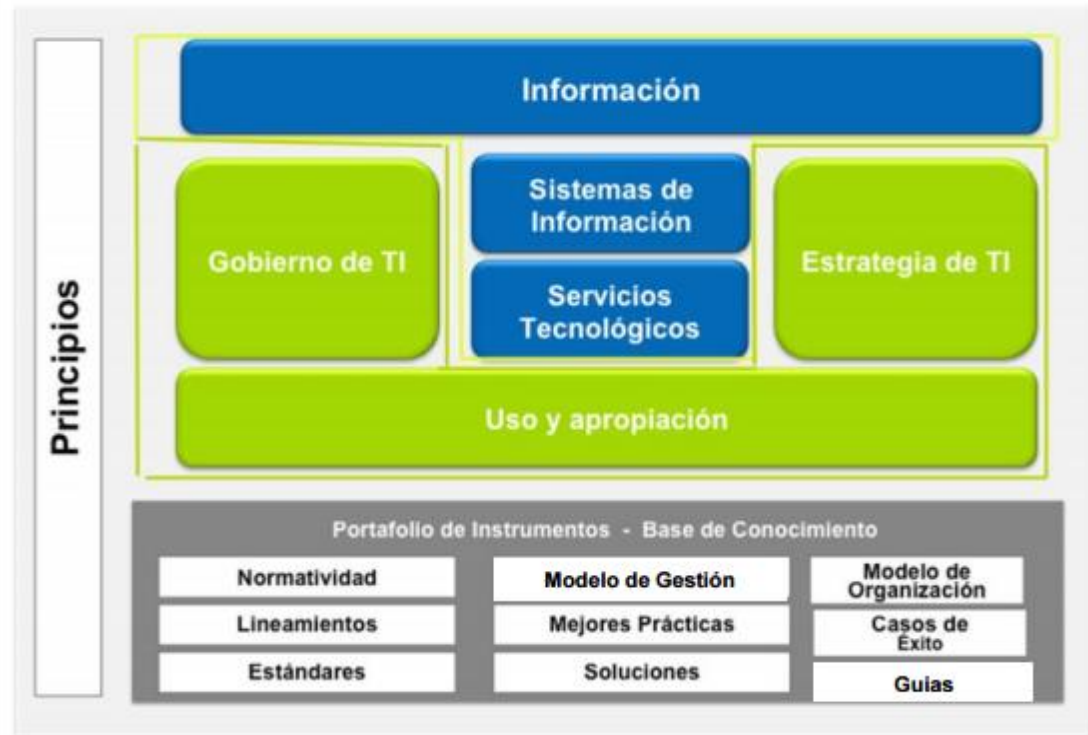 Principios
Información
Gobierno de TI
Sistemas de
Información
Servicios
Tecnológicos
Estrategia de TI
Uso y apropiación
Portafolio de Instrumentos - Base de Conocimiento
Normatividad
Modelo de Gestión
Modelo de
Organización
Lineamientos
Mejores Prácticas
Casos de
Éxito
Estándares
Soluciones
Guias